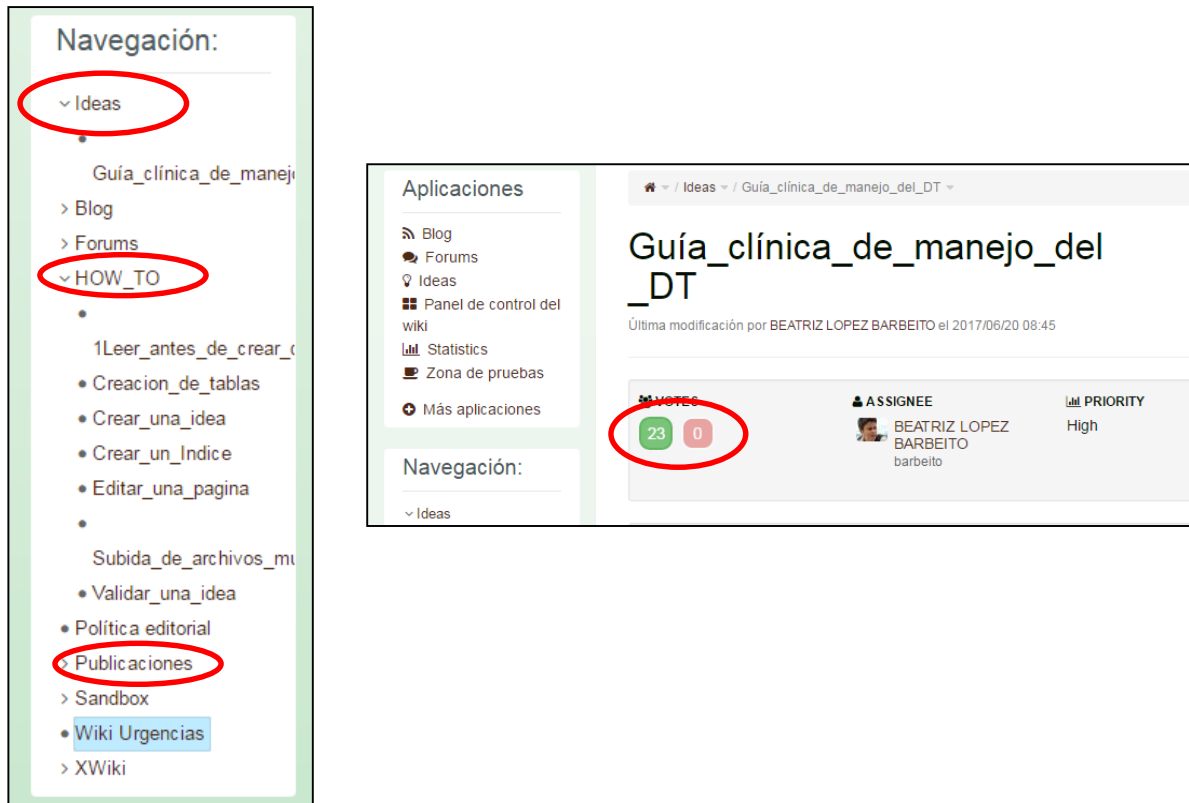 Navegación:
Ideas
Guía_clínica_de_manej
Blog
Forums
HOW_TO
1Leer_antes_de_crear_
Creacion_de_tablas
Crear_una_idea
Crear_un_Indice
Editar_una_pagina
Subida_de_archivos_mu
Validar_una_idea
Política editorial
Publicaciones
Sandbox
Wiki Urgencias
XWiki
Aplicaciones
Blog
Forums
Ideas
Panel de control del
wiki
Statistics
Zona de pruebas
Más aplicaciones
Navegación:
Ideas
/ Ideas / Guía_clínica_de_manejo_del_DT
Guía_clínica_de_manejo_del
_DT
Última modificación por BEATRIZ LOPEZ BARBEITO el 2017/06/20 08:45
VOTES
23 0
ASSIGNEE
BEATRIZ LOPEZ
BARBEITO
barbeito
PRIORITY
High